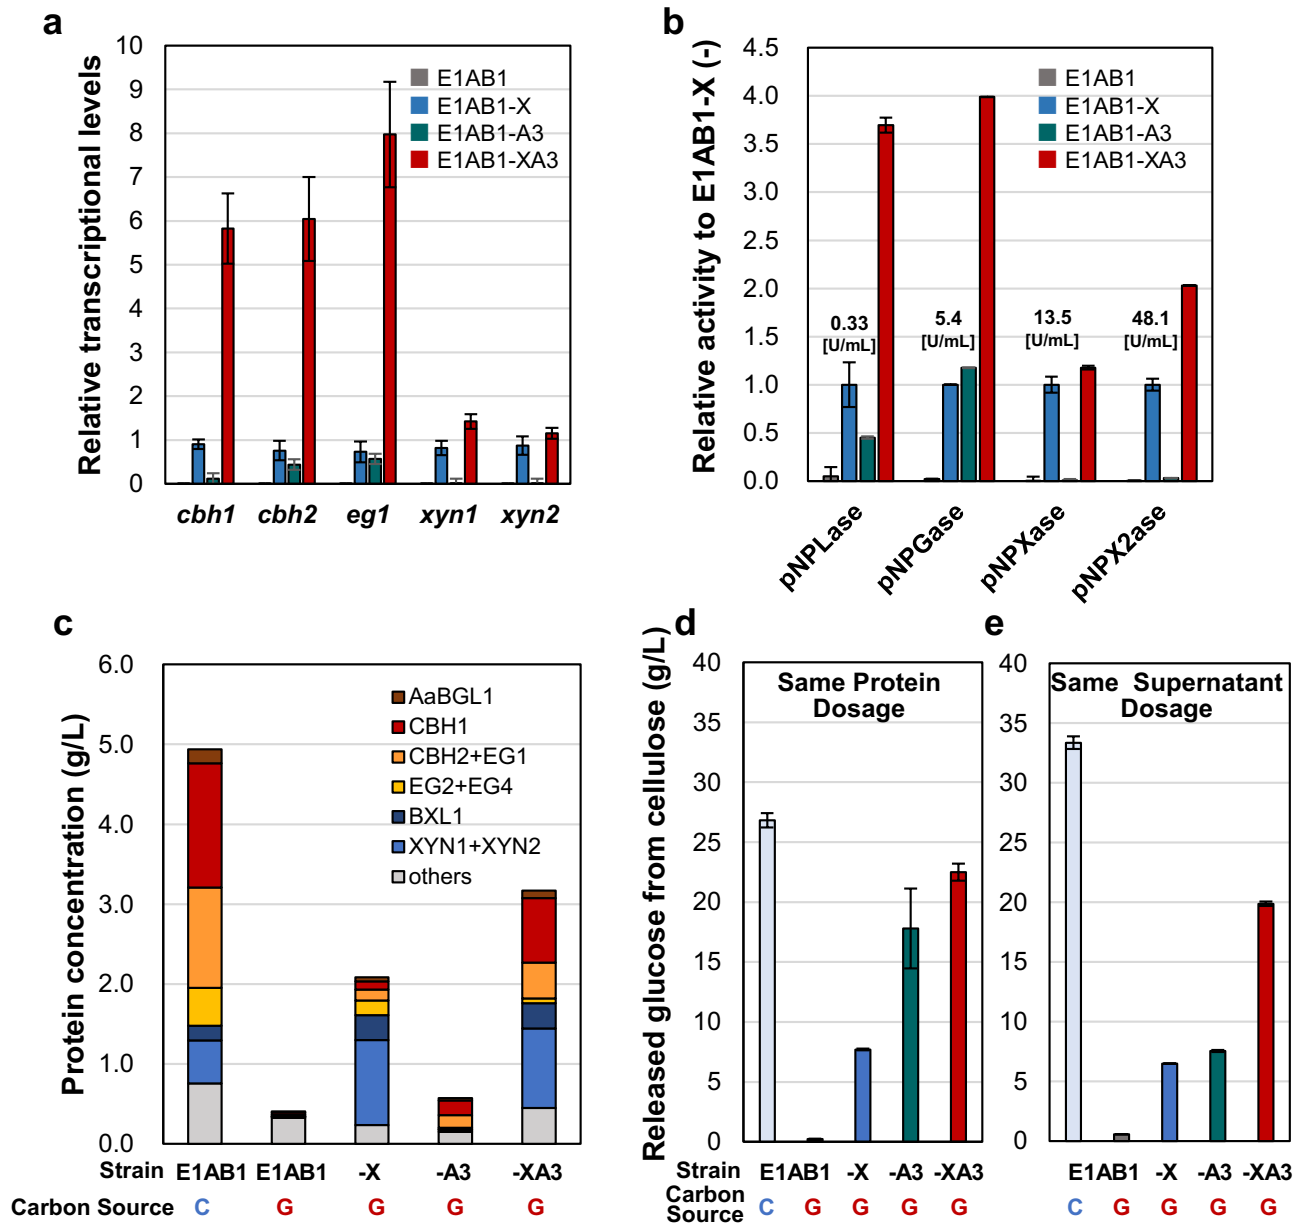 a
Relative transcriptional levels
10
9
8
7
6
5
4
3
2
1
0
E1AB1
E1AB1-X
E1AB1-A3
E1AB1-XA3
cbh1 cbh2 eg1 xyn1 xyn2
b
Relative activity to E1AB1-X (-)
4.5
4.0
3.5
3.0
2.5
2.0
1.5
1.0
0.5
0.0
E1AB1
E1AB1-X
E1AB1-A3
E1AB1-XA3
0.33 5.4 13.5 48.1
[U/mL] [U/mL] [U/mL] [U/mL]
pNPLase pNPGase pNPXase pNPX2ase
c
Protein concentration (g/L)
6.0
5.0
4.0
3.0
2.0
1.0
0.0
AaBGL1
CBH1
CBH2+EG1
EG2+EG4
BXL1
XYN1+XYN2
others
Strain E1AB1 E1AB1 -X -A3 -XA3
Carbon Source C G G G G
d
Released glucose from cellulose (g/L)
40
35
30
25
20
15
10
5
0
Same Protein
Dosage
Strain E1AB1 -X -A3 -XA3
Carbon
Source C G G G G
e
40
35
30
25
20
15
10
5
0
Same Supernatant
Dosage
E1AB1 -X -A3 -XA3
C G G G G